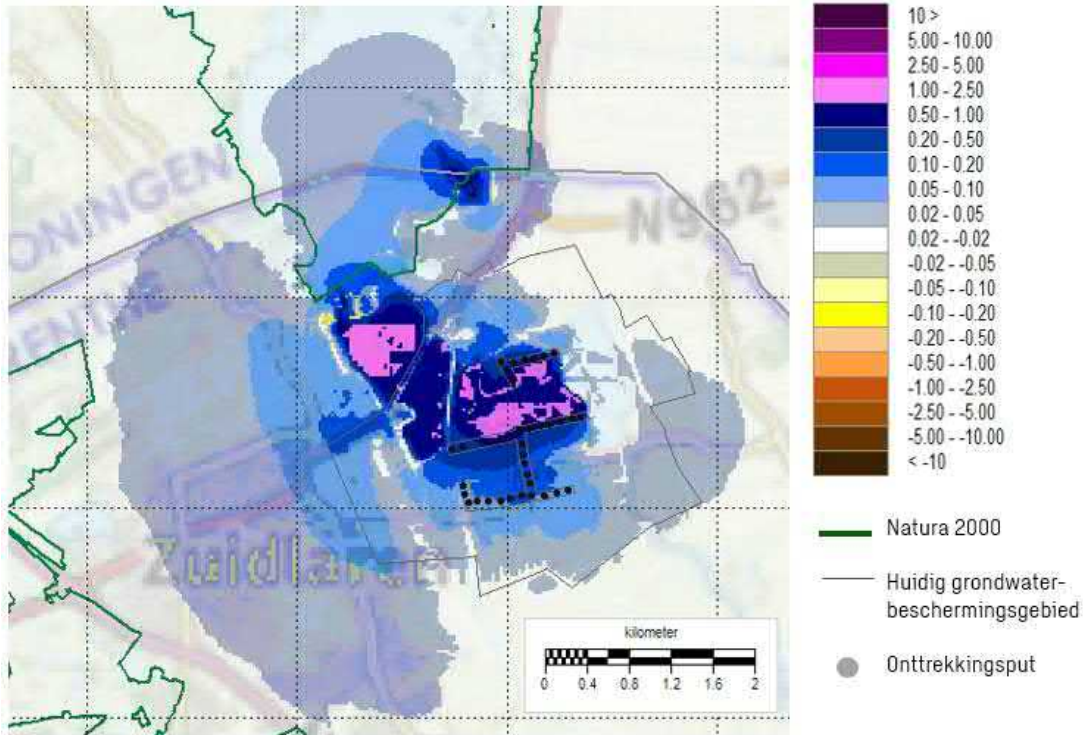 ONINGEN
RENTHE
N962
Zuidlaren
kilometer
0 0.4 0.8 1.2 1.6 2
10 >
5.00 - 10.00
2.50 - 5.00
1.00 - 2.50
0.50 - 1.00
0.20 - 0.50
0.10 - 0.20
0.05 - 0.10
0.02 - 0.05
0.02 - -0.02
-0.02 - -0.05
-0.05 - -0.10
-0.10 - -0.20
-0.20 - -0.50
-0.50 - -1.00
-1.00 - -2.50
-2.50 - -5.00
-5.00 - -10.00
< -10
Natura 2000
Huidig grondwater-
beschermingsgebied
Onttrekkingsput